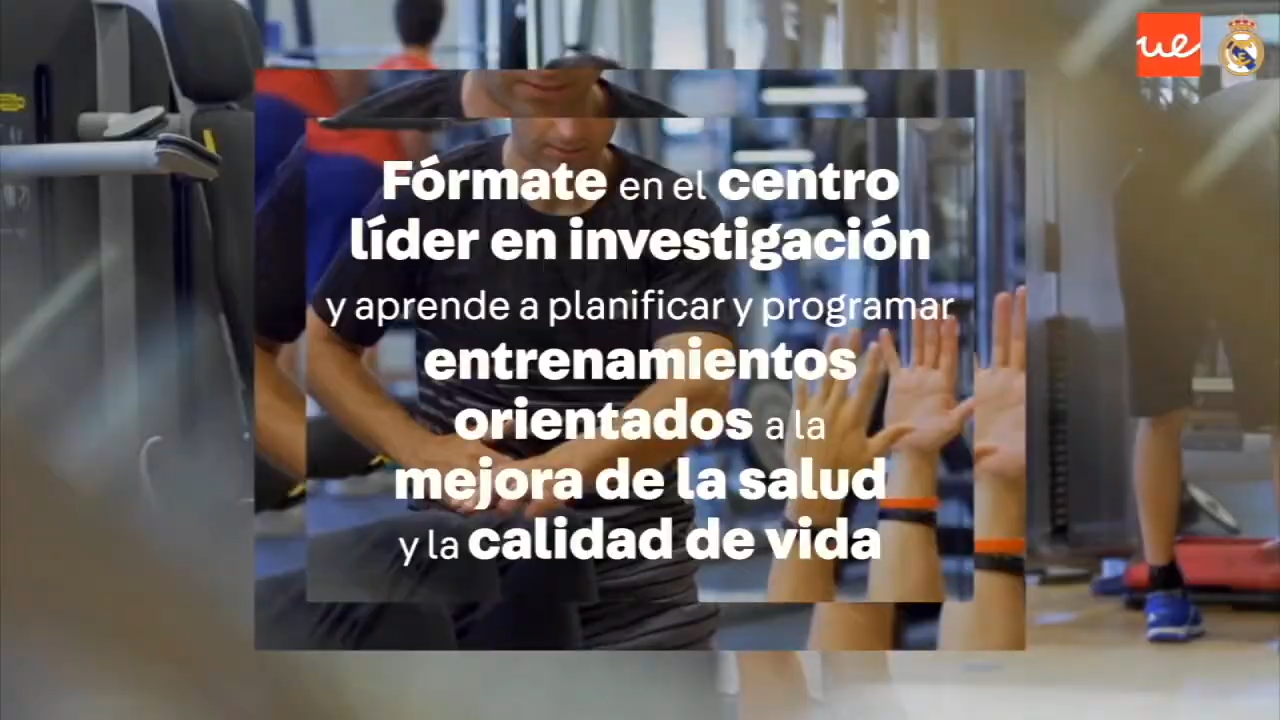 ue
Fórmate en el centro
líder en investigación
y aprende a planificar y programar
entrenamientos
orientados a la
mejora de la salud
y la calidad de vida